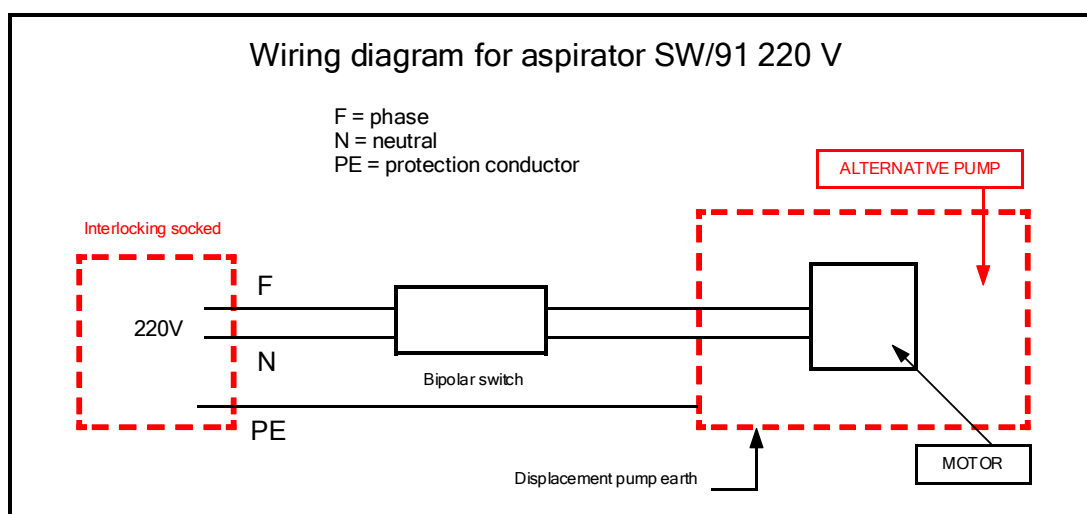 Wiring diagram for aspirator SW/91 220 V
F = phase
N = neutral
PE = protection conductor
ALTERNATIVE PUMP
Interlocking socked
F
220V
N
Bipolar switch
PE
MOTOR
Displacement pump earth